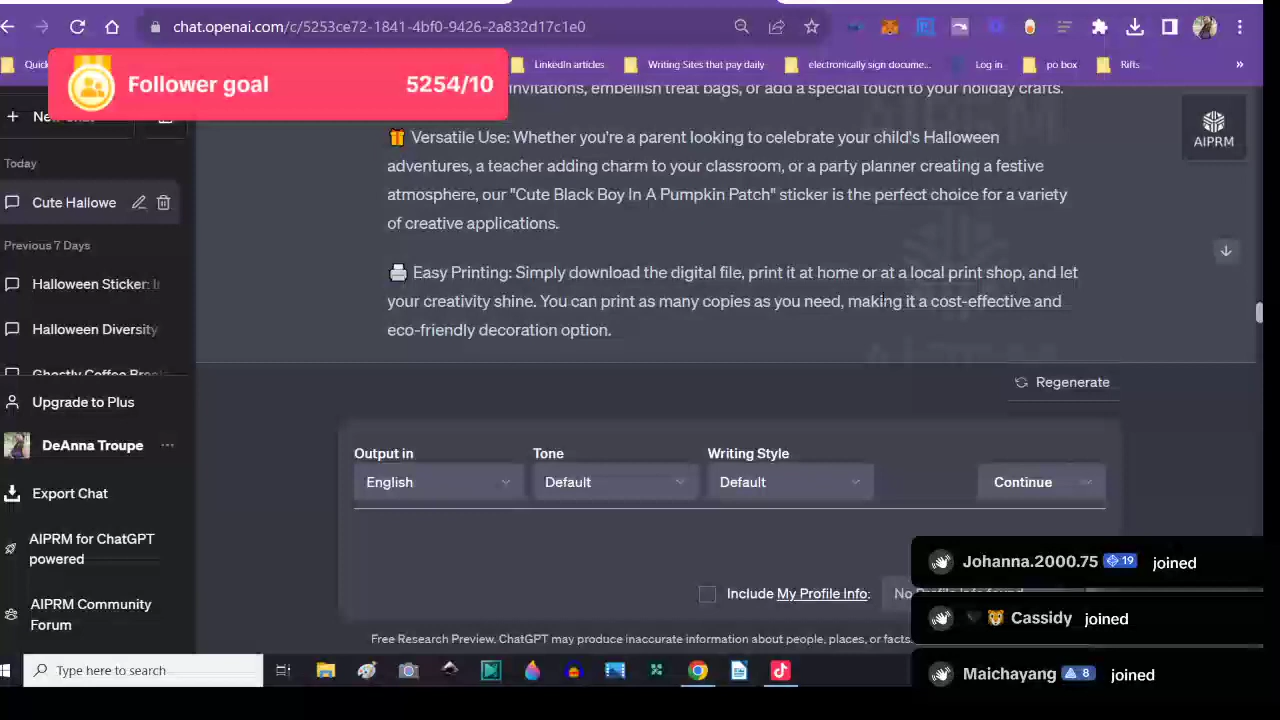 chat.openai.com/c/5253ce72-1841-4bf0-9426-2a832d17c1e0
Quick
LinkedIn articles
Writing Sites that pay daily
electronically sign docume...
Log in
po box
Rifts
»
Follower goal 5254/10
invitations, embellish treat bags, or add a special touch to your holiday crafts.
AIPRM
Today
🎁 Versatile Use: Whether you're a parent looking to celebrate your child's Halloween
adventures, a teacher adding charm to your classroom, or a party planner creating a festive
atmosphere, our "Cute Black Boy In A Pumpkin Patch" sticker is the perfect choice for a variety
of creative applications.
Cute Hallowe
Previous 7 Days
Halloween Sticker: I
Halloween Diversity
Ghostly Coffee Brea
🖨️ Easy Printing: Simply download the digital file, print it at home or at a local print shop, and let
your creativity shine. You can print as many copies as you need, making it a cost-effective and
eco-friendly decoration option.
Upgrade to Plus
DeAnna Troupe ...
Export Chat
AIPRM for ChatGPT
powered
AIPRM Community
Forum
Regenerate
Output in
Tone
Writing Style
English
Default
Default
Continue
Include My Profile Info:
Free Research Preview. ChatGPT may produce inaccurate information about people, places, or facts.
Johanna.2000.75 19 joined
🖤 🐯 Cassidy joined
Maichayang 8 joined
Type here to search